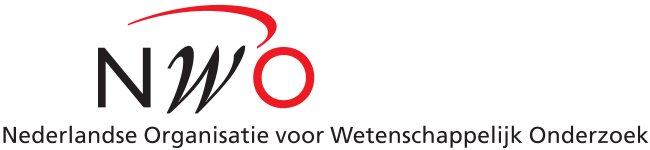 NWO
Nederlandse Organisatie voor Wetenschappelijk Onderzoek